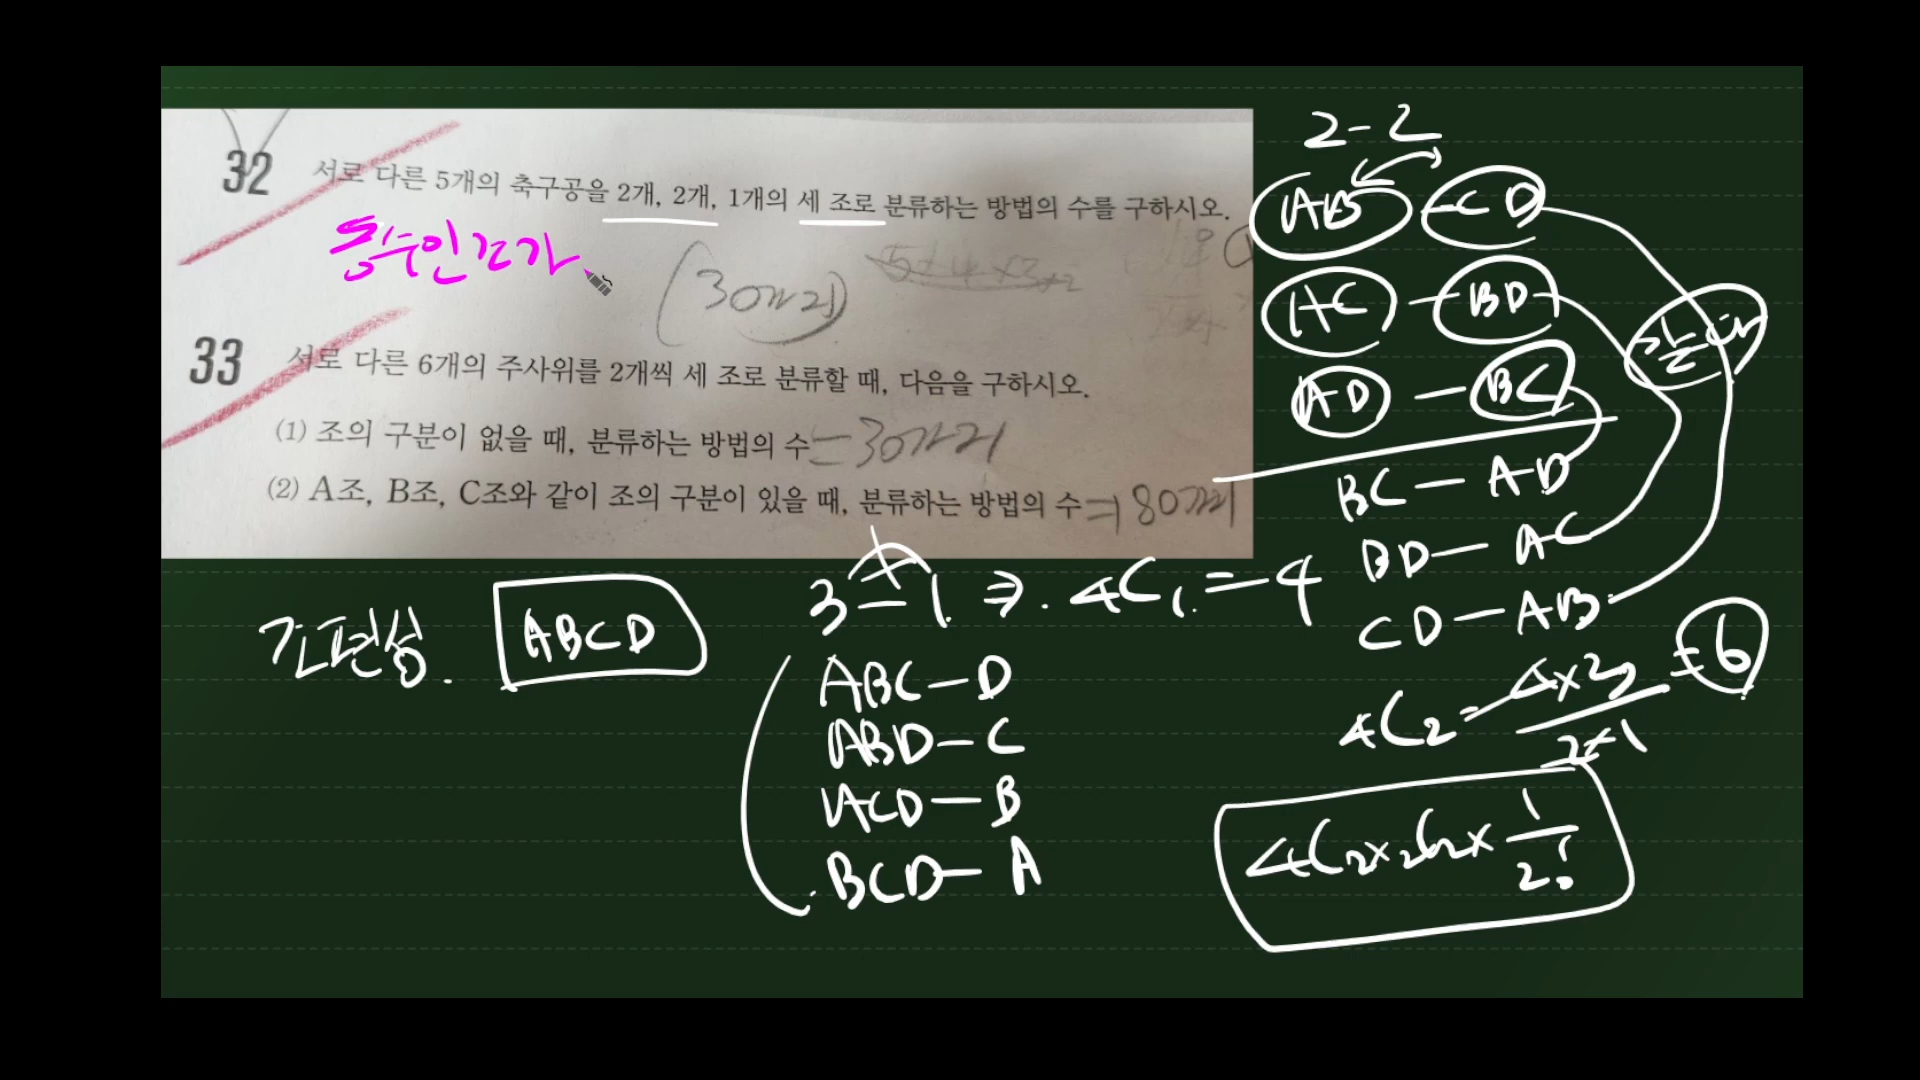 32 서로 다른 5개의 축구공을 2개, 2개, 1개의 세 조로 분류하는 방법의 수를 구하시오.
동수인 조가
(30가지)
5×4×3×2
33 서로 다른 6개의 주사위를 2개씩 세 조로 분류할 때, 다음을 구하시오.
(1) 조의 구분이 없을 때, 분류하는 방법의 수 = 30가지
(2) A조, B조, C조와 같이 조의 구분이 있을 때, 분류하는 방법의 수 =
조편성. ABCD
3-1 ⇒. 4C1. = 4
ABC-D
ABD-C
ACD-B
BCD-A
2-2
AB-CD
AC-BD
AD-BC
같다
BC-AD
BD-AC
CD-AB
4C2 = 4×3/2×1 = 6
4C2×2C2×1/2!